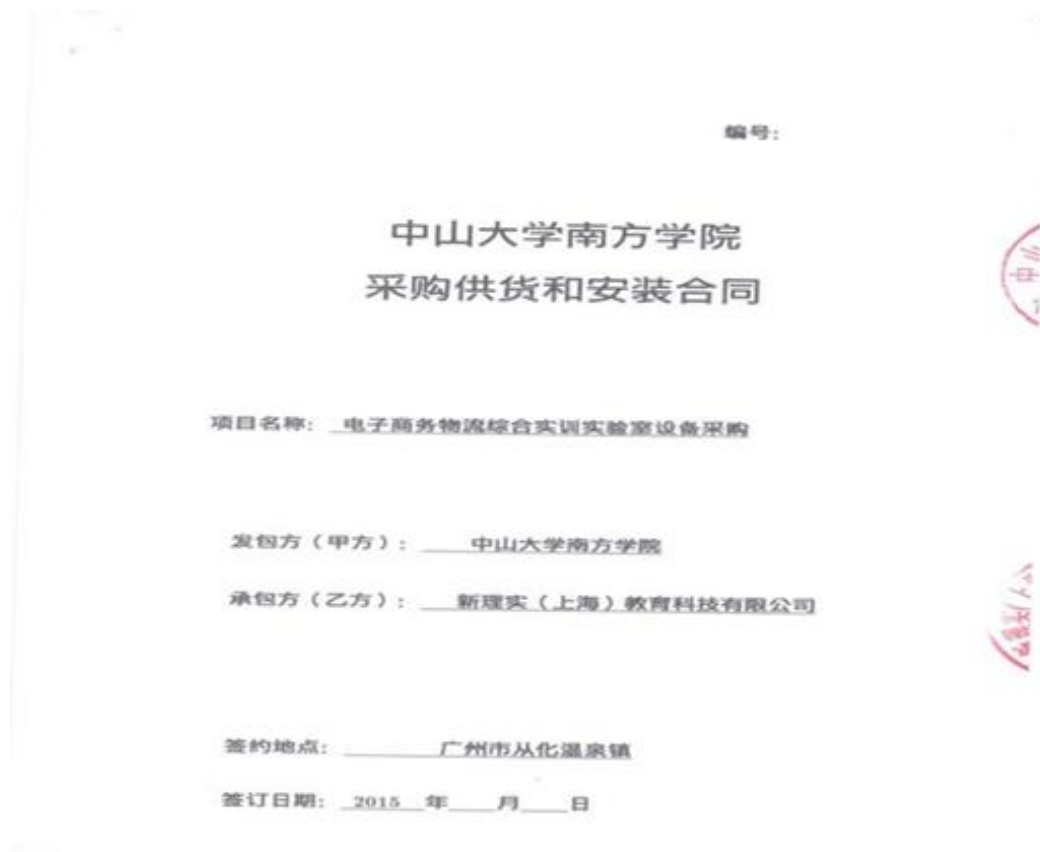 编号:
中山大学南方学院
采购供货和安装合同
项目名称: 电子商务物流综合实训实验室设备采购
发包方（甲方）: 中山大学南方学院
承包方（乙方）: 新理实（上海）教育科技有限公司
签约地点: 广州市从化温泉镇
签订日期: 2015 年 月 日
中山